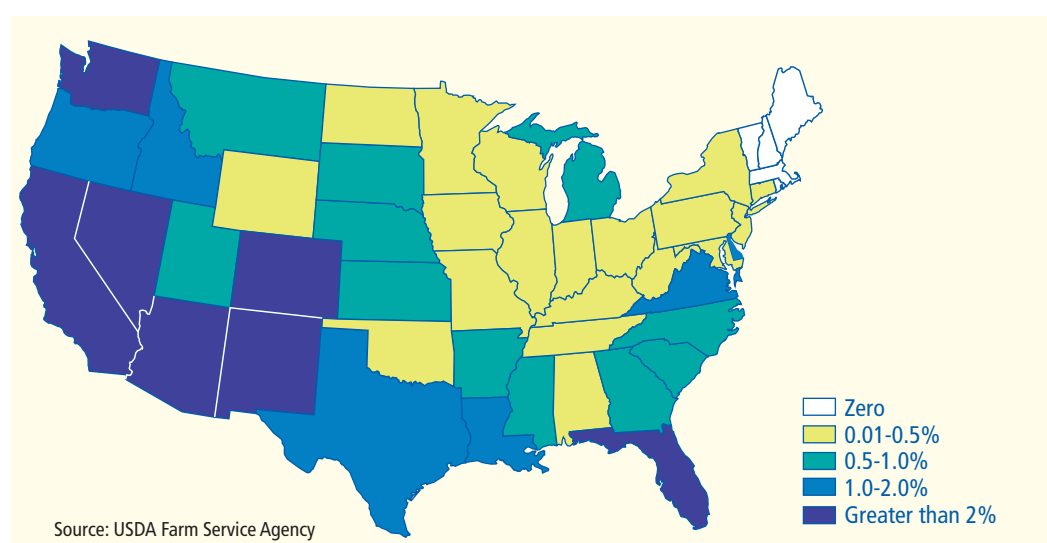 Zero
0.01-0.5%
0.5-1.0%
1.0-2.0%
Greater than 2%
Source: USDA Farm Service Agency